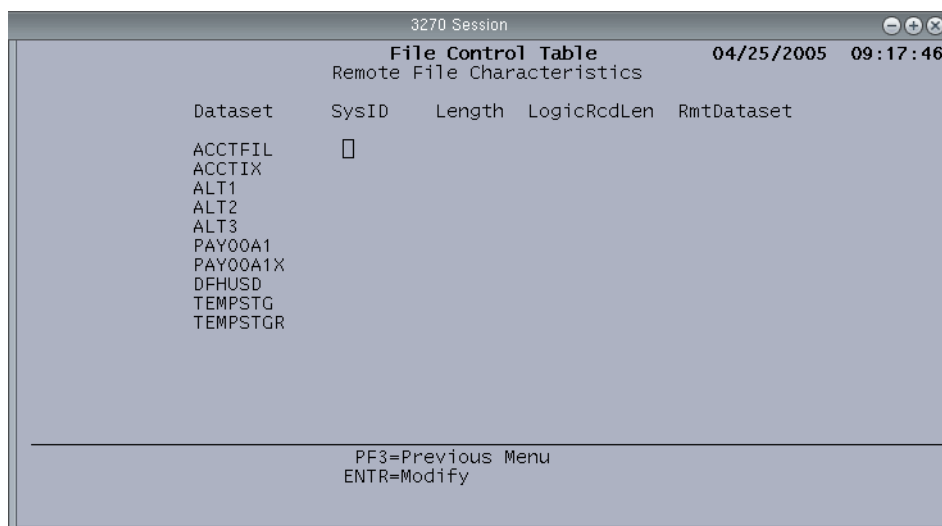 3270 Session
File Control Table 04/25/2005 09:17:46
Remote File Characteristics
Dataset SysID Length LogicRcdLen RmtDataset
ACCTFIL
ACCTIX
ALT1
ALT2
ALT3
PAY00A1
PAY00A1X
DFHUSD
TEMPSTG
TEMPSTGR
PF3=Previous Menu
ENTR=Modify